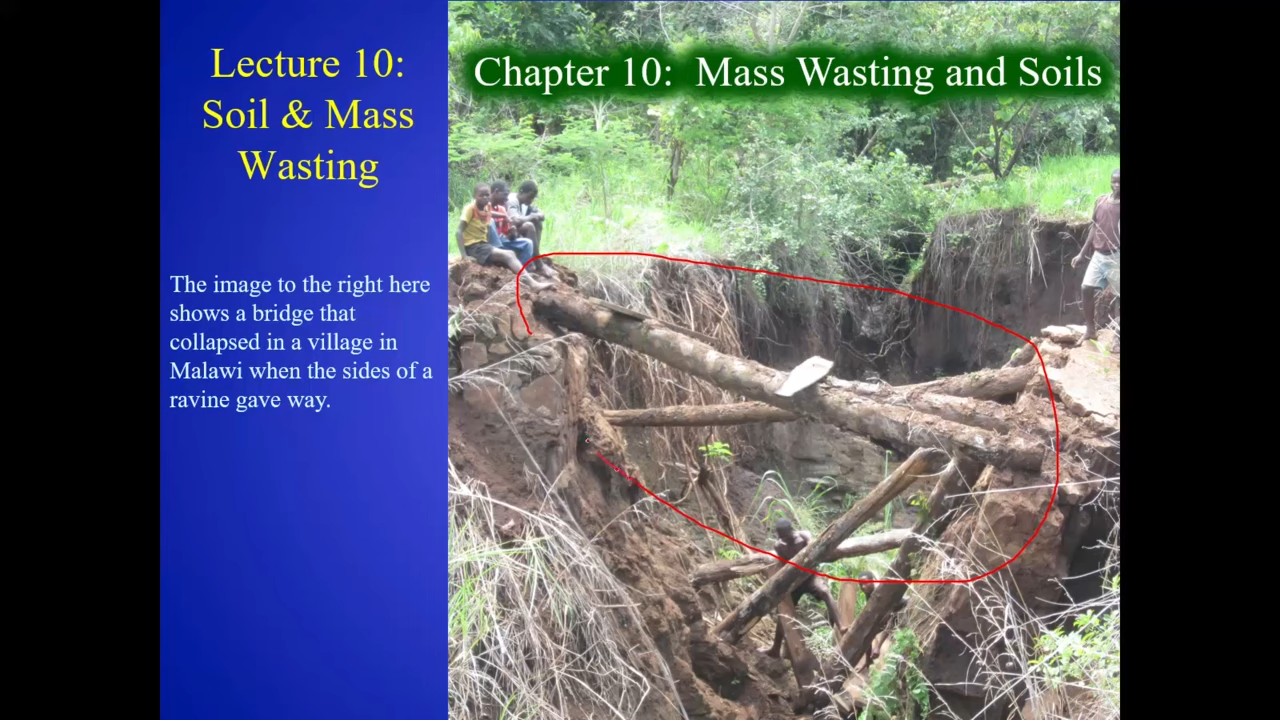 Lecture 10:
Soil & Mass
Wasting
The image to the right here
shows a bridge that
collapsed in a village in
Malawi when the sides of a
ravine gave way.
Chapter 10: Mass Wasting and Soils